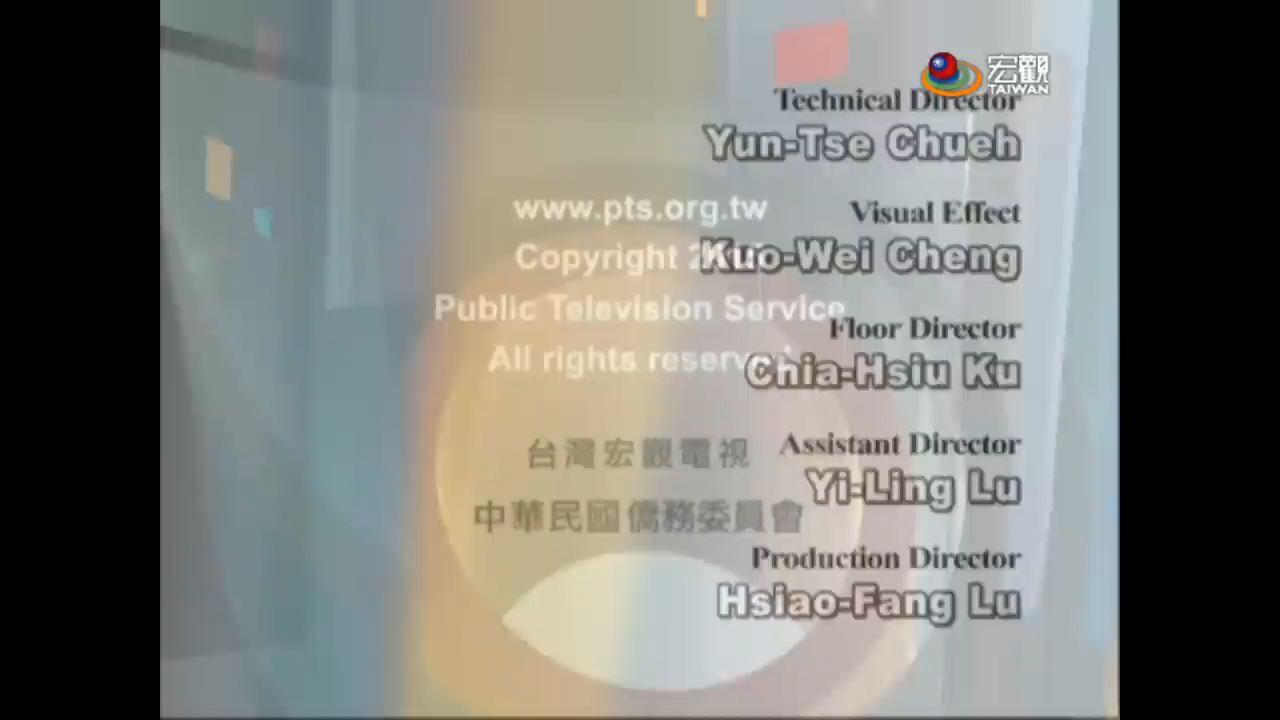 宏觀
TAIWAN
Technical Director
Yun-Tse Chueh
Visual Effect
Kuo-Wei Cheng
Floor Director
Chia-Hsiu Ku
Assistant Director
Yi-Ling Lu
Production Director
Hsiao-Fang Lu
www.pts.org.tw
Copyright
Public Television Service
All rights reserved
台灣宏觀電視
中華民國僑務委員會